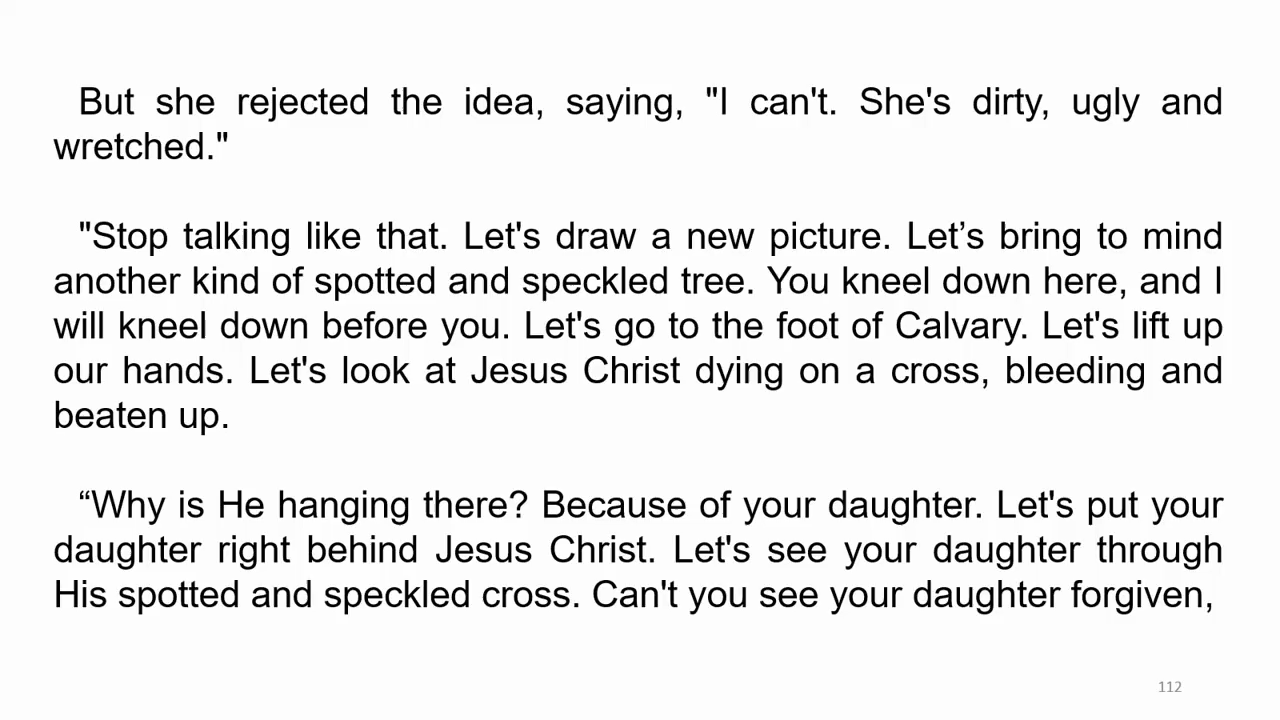 But she rejected the idea, saying, "I can't. She's dirty, ugly and
wretched."
"Stop talking like that. Let's draw a new picture. Let’s bring to mind
another kind of spotted and speckled tree. You kneel down here, and I
will kneel down before you. Let's go to the foot of Calvary. Let's lift up
our hands. Let's look at Jesus Christ dying on a cross, bleeding and
beaten up.
“Why is He hanging there? Because of your daughter. Let's put your
daughter right behind Jesus Christ. Let's see your daughter through
His spotted and speckled cross. Can't you see your daughter forgiven,
112